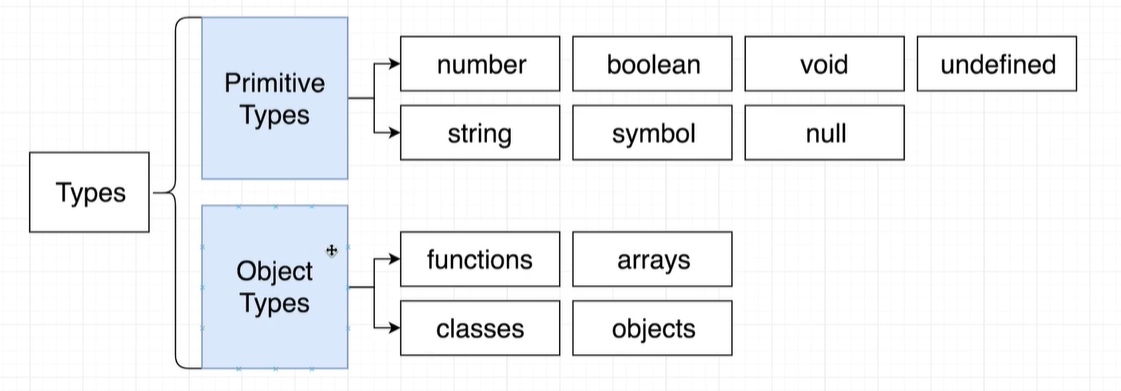 Types
Primitive
Types
number
boolean
void
undefined
string
symbol
null
Object
Types
functions
arrays
classes
objects